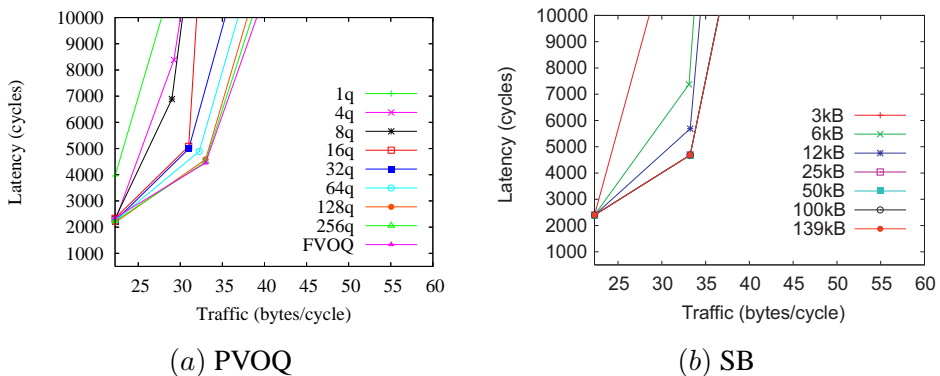 10000
9000
8000
7000
6000
5000
4000
3000
2000
1000
Latency (cycles)
1q
4q
8q
16q
32q
64q
128q
256q
FVOQ
25 30 35 40 45 50 55 60
Traffic (bytes/cycle)
(a) PVOQ
10000
9000
8000
7000
6000
5000
4000
3000
2000
1000
Latency (cycles)
3kB
6kB
12kB
25kB
50kB
100kB
139kB
25 30 35 40 45 50 55 60
Traffic (bytes/cycle)
(b) SB